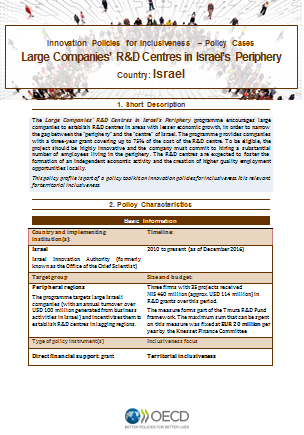 Innovation Policies for Inclusiveness – Policy Cases
Large Companies' R&D Centres in Israel's Periphery
Country: Israel
1. Short Description
The Large Companies' R&D Centres in Israel's Periphery programme encourages large
companies to establish R&D centres in areas with lesser economic growth, in order to narrow
the gap between the "periphery" and the "centre" of Israel. The programme provides companies
with a three-year grant covering up to 75% of the cost of the R&D centre. To be eligible, the
project should be highly innovative and the company must commit to hiring a substantial
number of employees living in the periphery. The R&D centres are expected to foster the
formation of an independent economic activity and the creation of higher quality employment
opportunities locally.
This policy profile is part of a policy toolkit on innovation policies for inclusiveness. It is relevant
for territorial inclusiveness
2. Policy Characteristics
Basic Information
Country and implementing
institution(s):
Timeline:
Israel
Israel Innovation Authority (formerly
known as the Office of the Chief Scientist)
2010 to present (as of December 2016)
Target group
Size and budget:
Peripheral regions
The programme targets large Israeli
companies (with an annual turnover over
USD 100 million generated from business
activities in Israel) and incentivises them to
establish R&D centres in lagging regions.
Three firms with 35 projects received
NIS 460 million (approx. USD 114 million) in
R&D grants over this period.
The measure forms part of the Tmura R&D Fund
framework. The maximum sum that can be spent
on this measure was fixed at EUR 20 million per
year by the Knesset Finance Committee
Type of policy instrument(s)
Inclusiveness focus
Direct financial support: grant
Territorial inclusiveness
OECD
BETTER POLICIES FOR BETTER LIVES